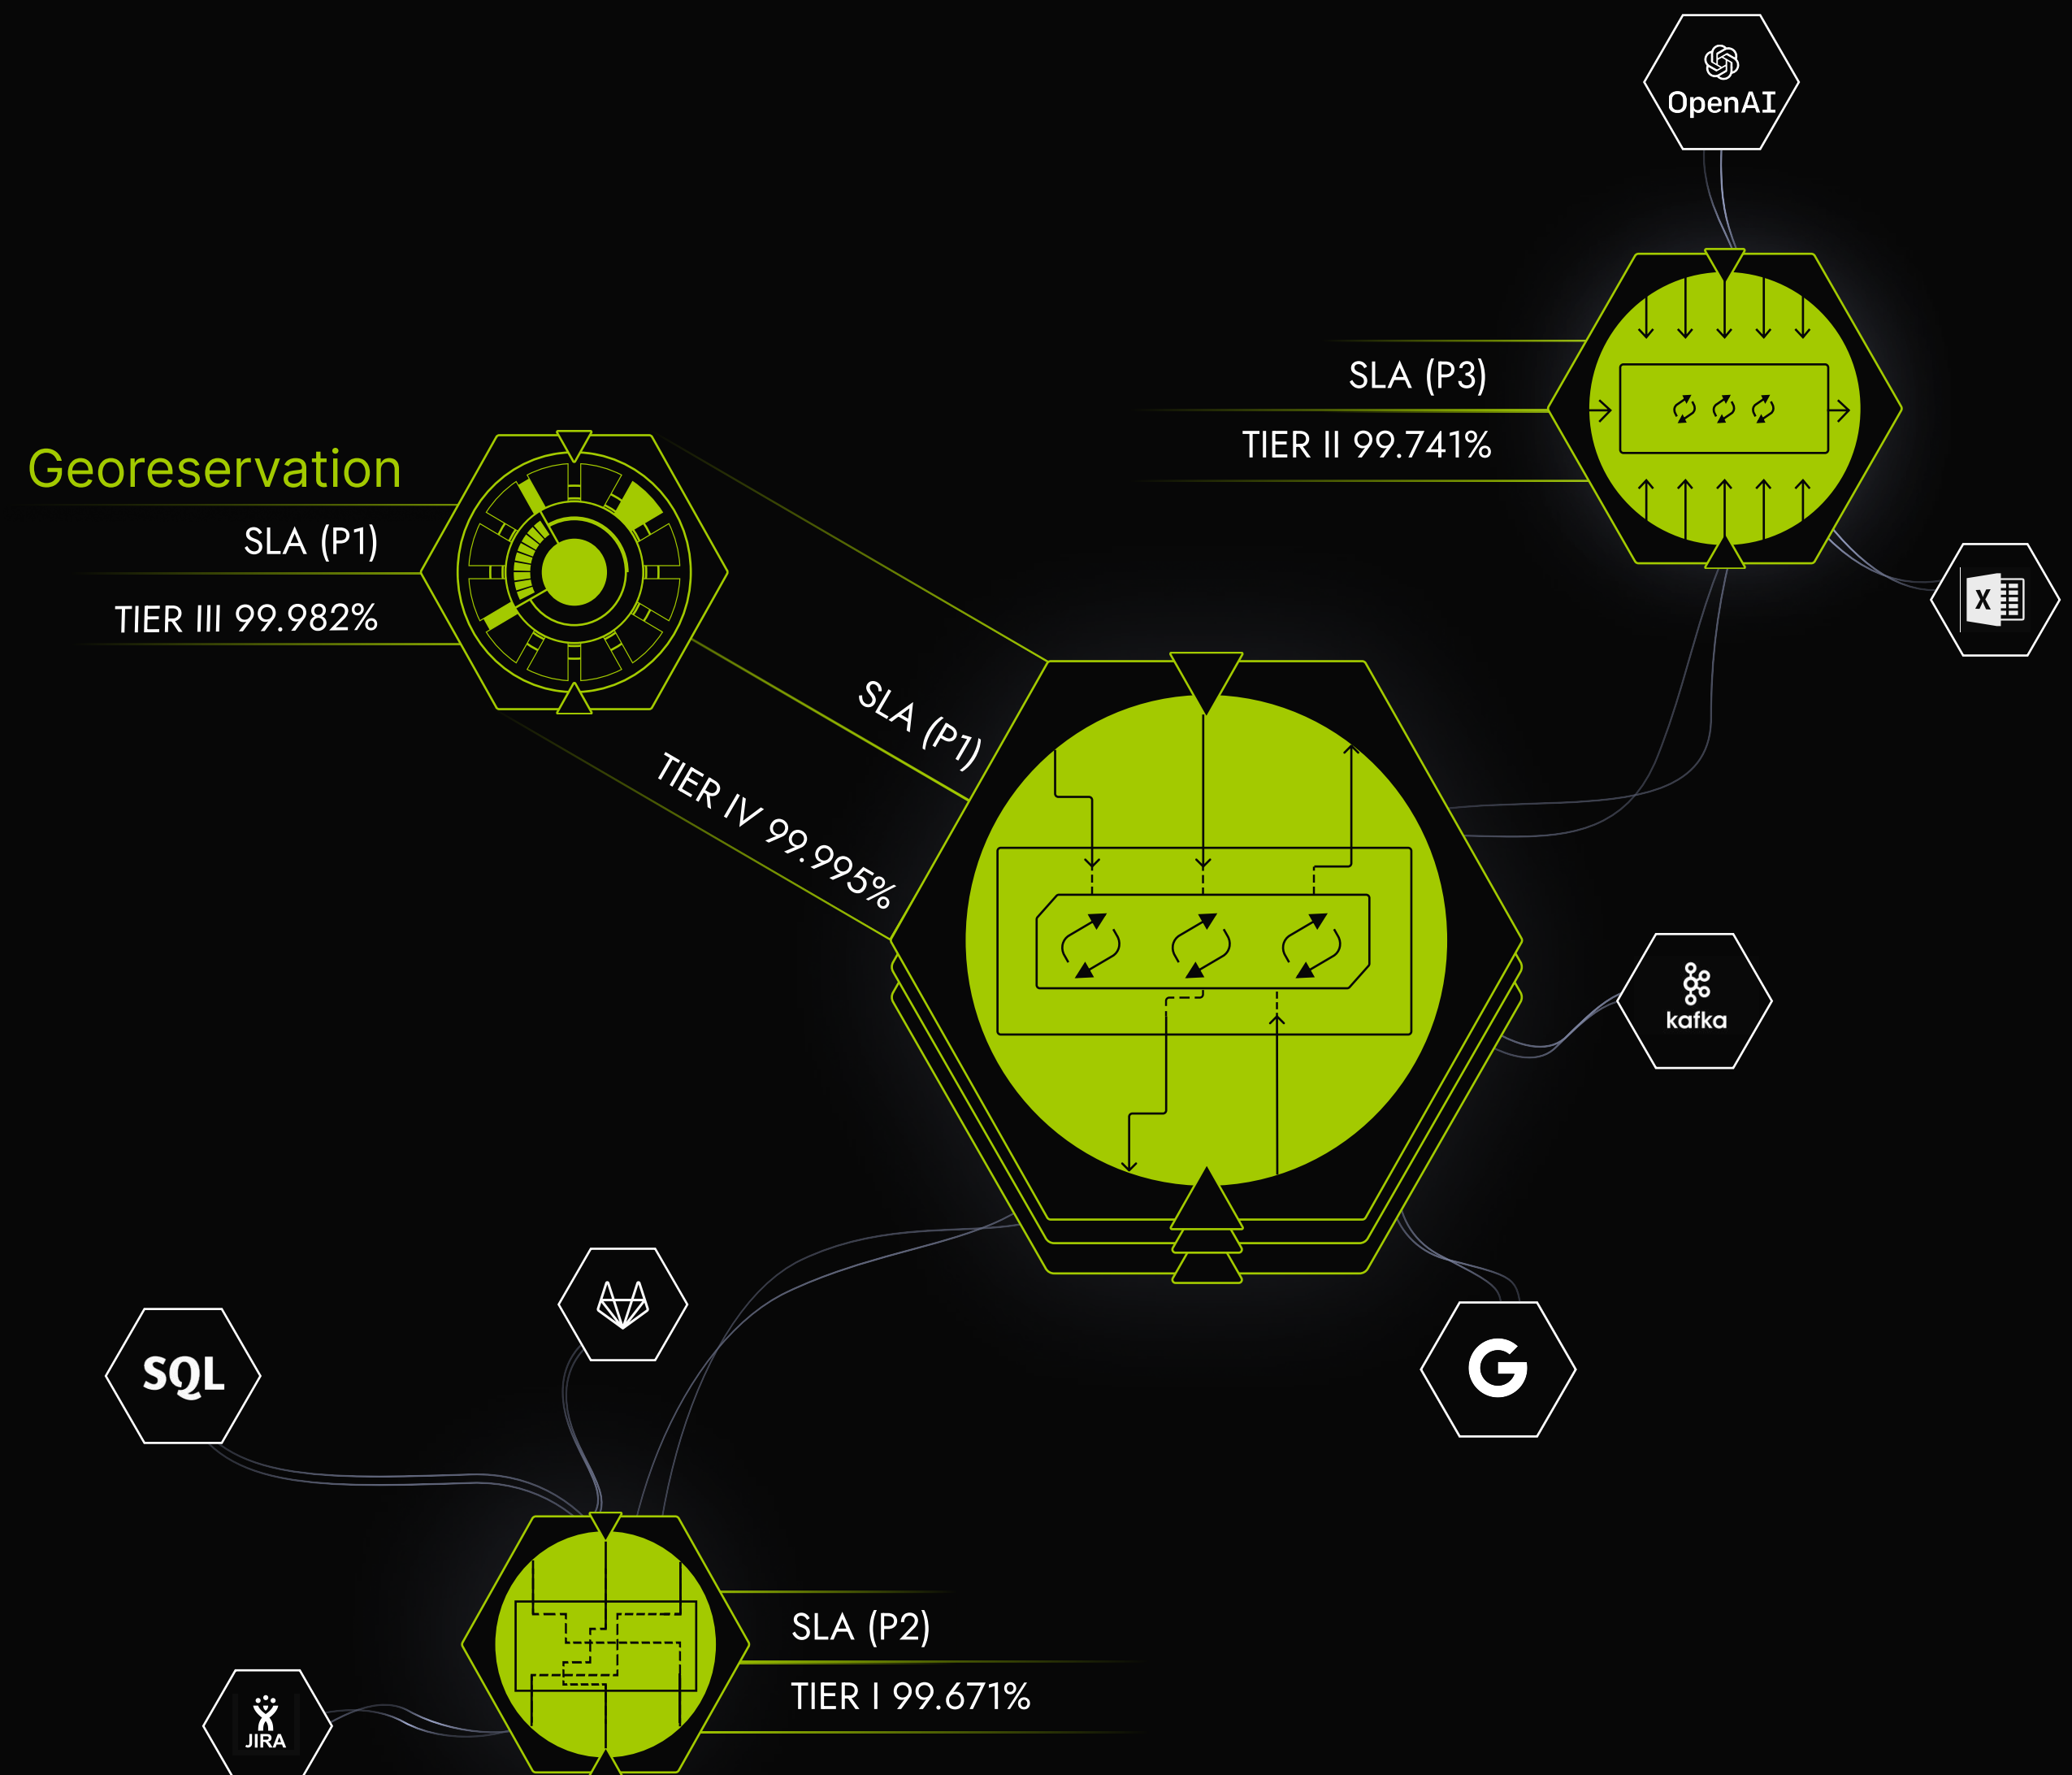 OpenAI
SLA (P3)
TIER II 99.741%
Georeservation
SLA (P1)
TIER III 99.982%
X
SLA (P1)
TIER IV 99.995%
kafka
G
SQL
SLA (P2)
TIER I 99.671%
JIRA